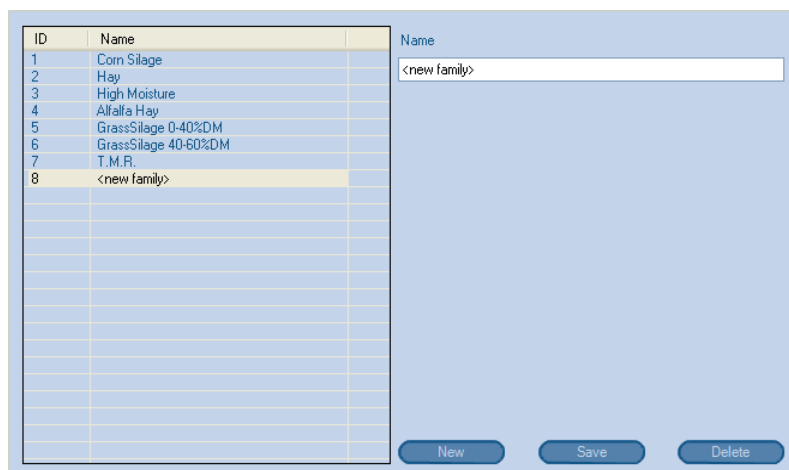 ID Name
1 Corn Silage
2 Hay
3 High Moisture
4 Alfalfa Hay
5 GrassSilage 0-40%DM
6 GrassSilage 40-60%DM
7 T.M.R.
8 <new family>
Name
<new family>
New Save Delete